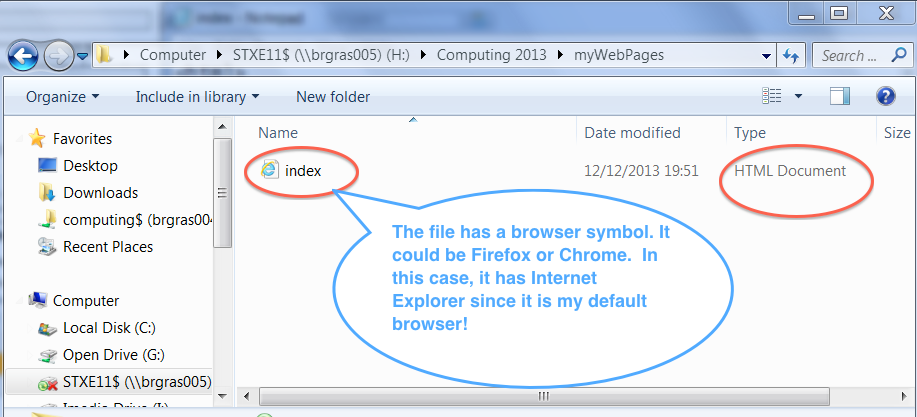 index - Notepad
Computer ▸ STXE11$ (\\brgras005) (H:) ▸ Computing 2013 ▸ myWebPages
Search ...
Organize
Include in library
New folder
Name
Date modified
Type
Size
Favorites
Desktop
Downloads
computing$ (brgras004
Recent Places
Computer
Local Disk (C:)
Open Drive (G:)
STXE11$ (\\brgras005)
Imedia Drive (I:)
index
12/12/2013 19:51
HTML Document
The file has a browser symbol. It
could be Firefox or Chrome. In
this case, it has Internet
Explorer since it is my default
browser!